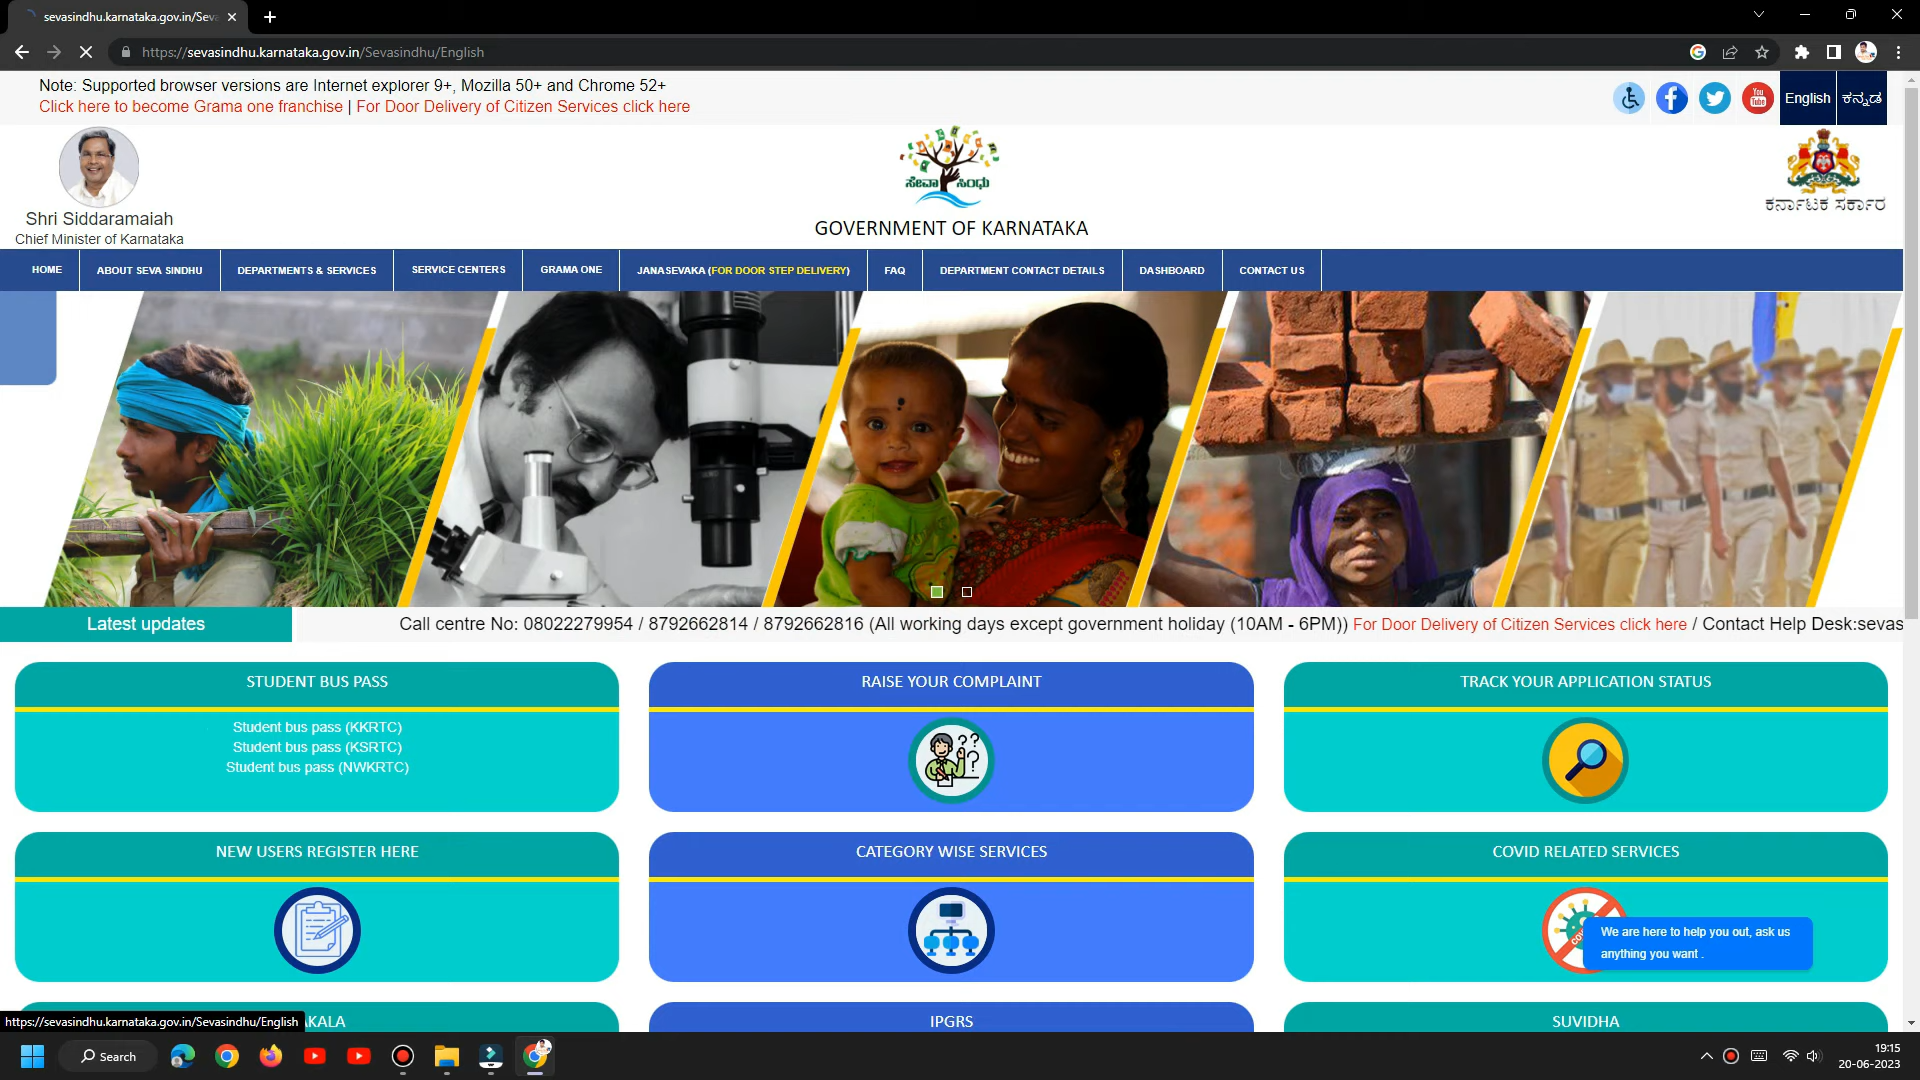 sevasindhu.karnataka.gov.in/Seva
https://sevasindhu.karnataka.gov.in/Sevasindhu/English
Note: Supported browser versions are Internet explorer 9+, Mozilla 50+ and Chrome 52+
Click here to become Grama one franchise | For Door Delivery of Citizen Services click here
You
Tube
English
ಕನ್ನಡ
ಸೇವಾ ಸಿಂಧು
Shri Siddaramaiah
Chief Minister of Karnataka
GOVERNMENT OF KARNATAKA
ಕರ್ನಾಟಕ ಸರ್ಕಾರ
HOME
ABOUT SEVA SINDHU
DEPARTMENTS & SERVICES
SERVICE CENTERS
GRAMA ONE
JANASEVAKA (FOR DOOR STEP DELIVERY)
FAQ
DEPARTMENT CONTACT DETAILS
DASHBOARD
CONTACT US
Latest updates
Call centre No: 08022279954 / 8792662814 / 8792662816 (All working days except government holiday (10AM - 6PM)) For Door Delivery of Citizen Services click here / Contact Help Desk:sevas
STUDENT BUS PASS
Student bus pass (KKRTC)
Student bus pass (KSRTC)
Student bus pass (NWKRTC)
RAISE YOUR COMPLAINT
TRACK YOUR APPLICATION STATUS
NEW USERS REGISTER HERE
CATEGORY WISE SERVICES
COVID RELATED SERVICES
We are here to help you out, ask us
anything you want .
https://sevasindhu.karnataka.gov.in/Sevasindhu/English
AKALA
IPGRS
SUVIDHA
Search
19:15
20-06-2023